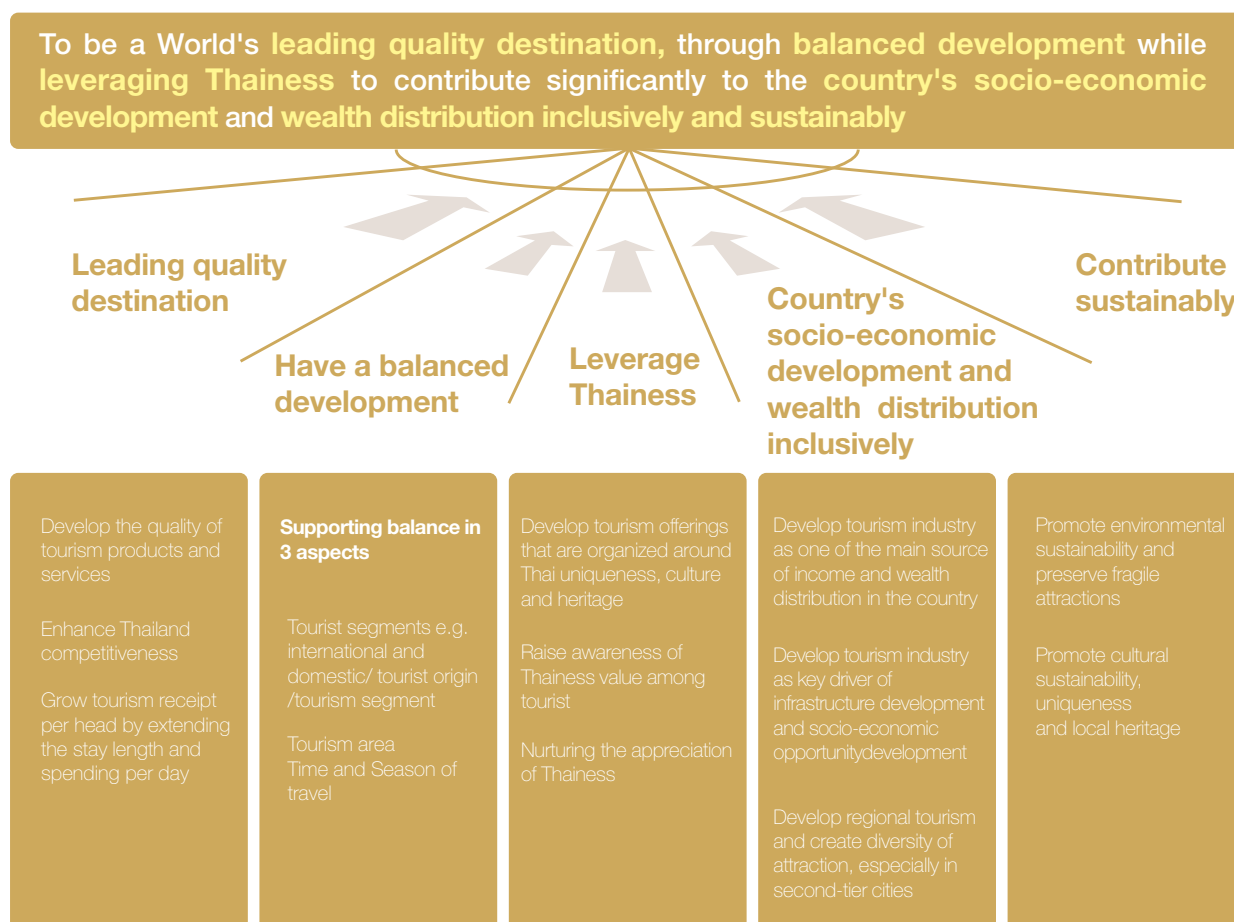 To be a World's leading quality destination, through balanced development while
leveraging Thainess to contribute significantly to the country's socio-economic
development and wealth distribution inclusively and sustainably
Leading quality
destination
Have a balanced
development
Leverage
Thainess
Country's
socio-economic
development and
wealth distribution
inclusively
Contribute
sustainably
Develop the quality of
tourism products and
services
Enhance Thailand
competitiveness
Grow tourism receipt
per head by extending
the stay length and
spending per day
Supporting balance in
3 aspects
Tourist segments e.g.
international and
domestic/ tourist origin
/tourism segment
Tourism area
Time and Season of
travel
Develop tourism offerings
that are organized around
Thai uniqueness, culture
and heritage
Raise awareness of
Thainess value among
tourist
Nurturing the appreciation
of Thainess
Develop tourism industry
as one of the main source
of income and wealth
distribution in the country
Develop tourism industry
as key driver of
infrastructure development
and socio-economic
opportunitydevelopment
Develop regional tourism
and create diversity of
attraction, especially in
second-tier cities
Promote environmental
sustainability and
preserve fragile
attractions
Promote cultural
sustainability,
uniqueness
and local heritage